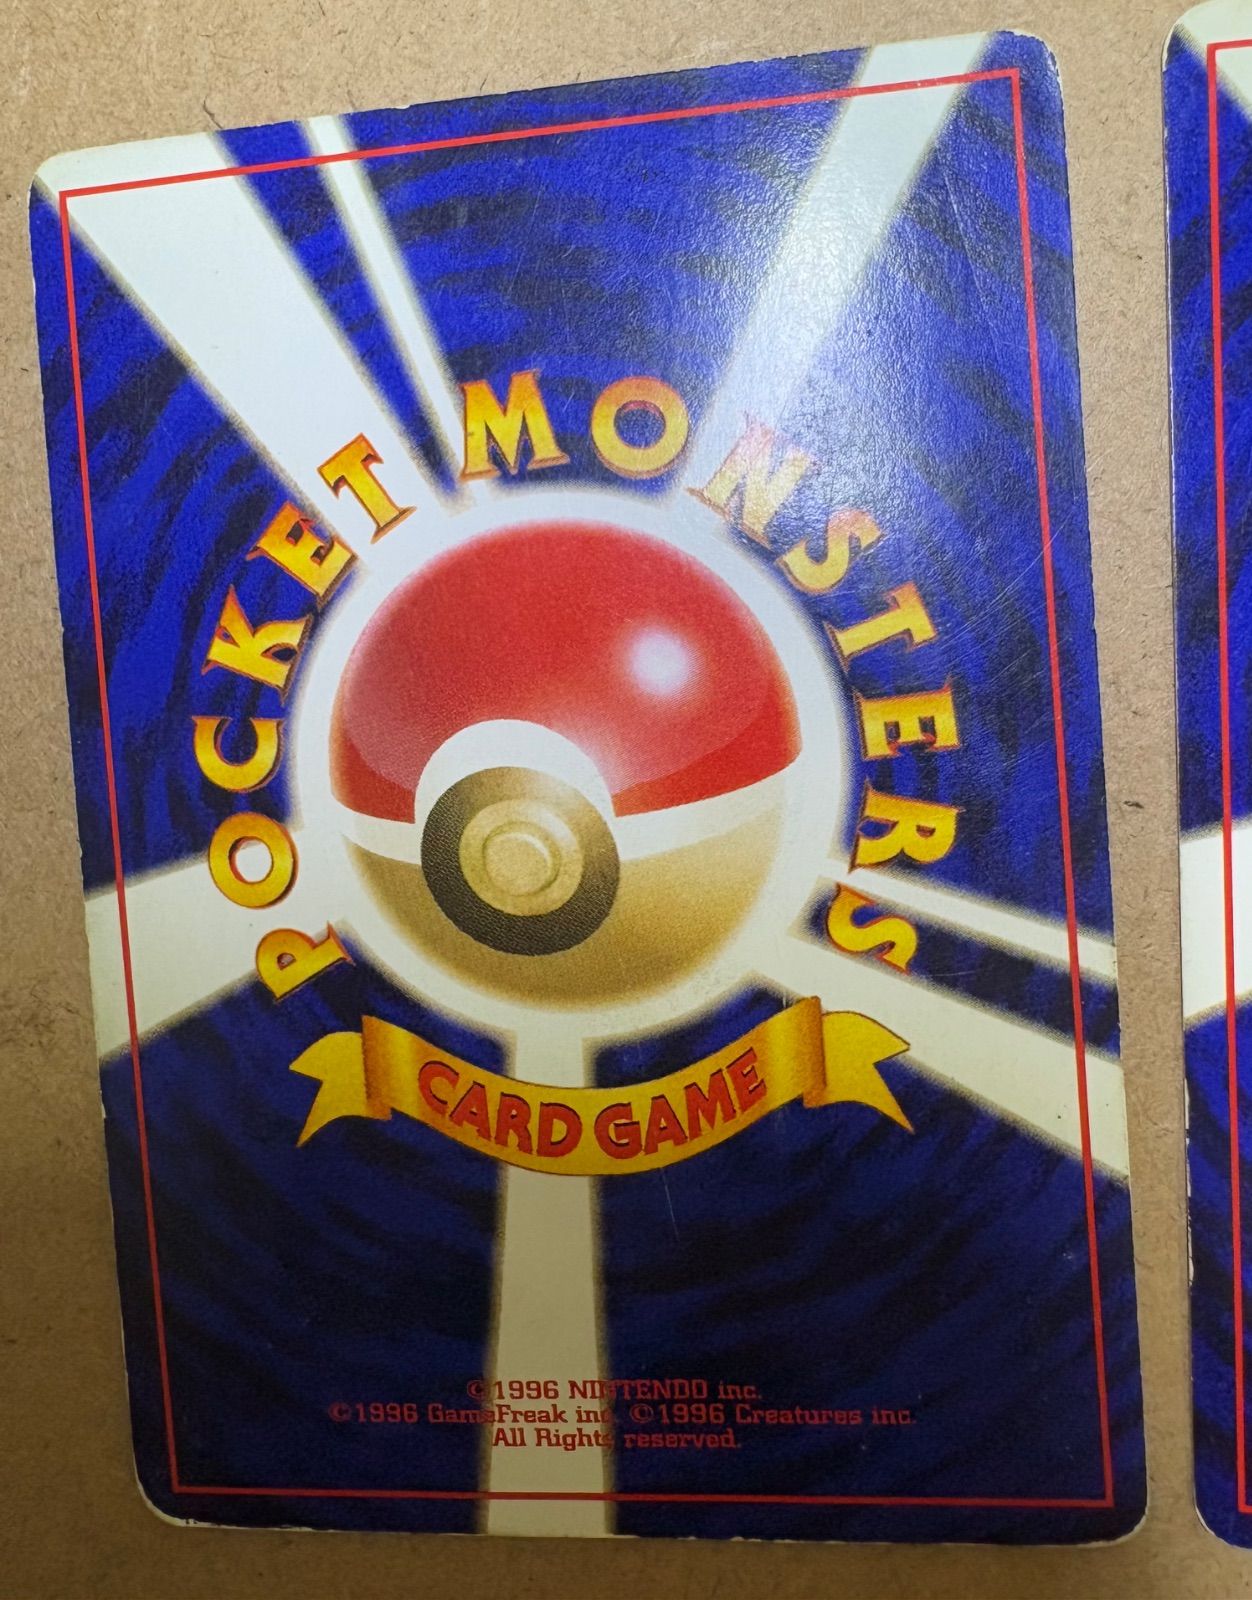 POCKET MONSTERS
CARD GAME
©1996 NINTENDO inc.
©1996 GameFreak inc. ©1996 Creatures inc.
All Rights reserved.